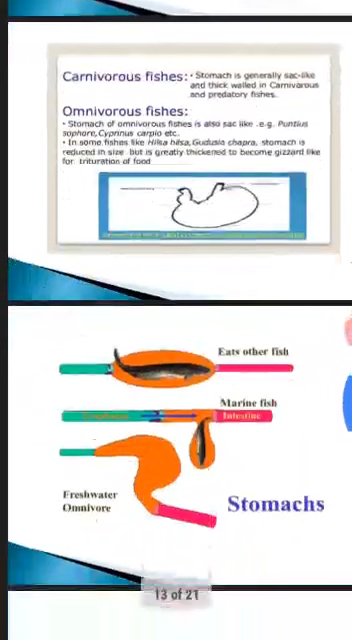 Carnivorous fishes: • Stomach is generally sac-like
and thick walled in Carnivarous
and predatory fishes.
Omnivorous fishes:
• Stomach of omnivorous fishes is also sac like .e.g. Puntius
sophore,Cyprinus carpio etc.
• In some fishes like Hilsa hilsa,Gudusia chapra, stomach is
reduced in size but is greatly thickened to become gizzard like
for trituration of food
Eats other fish
Marine fish
Intestine
Freshwater
Omnivore
Stomachs
13 of 21